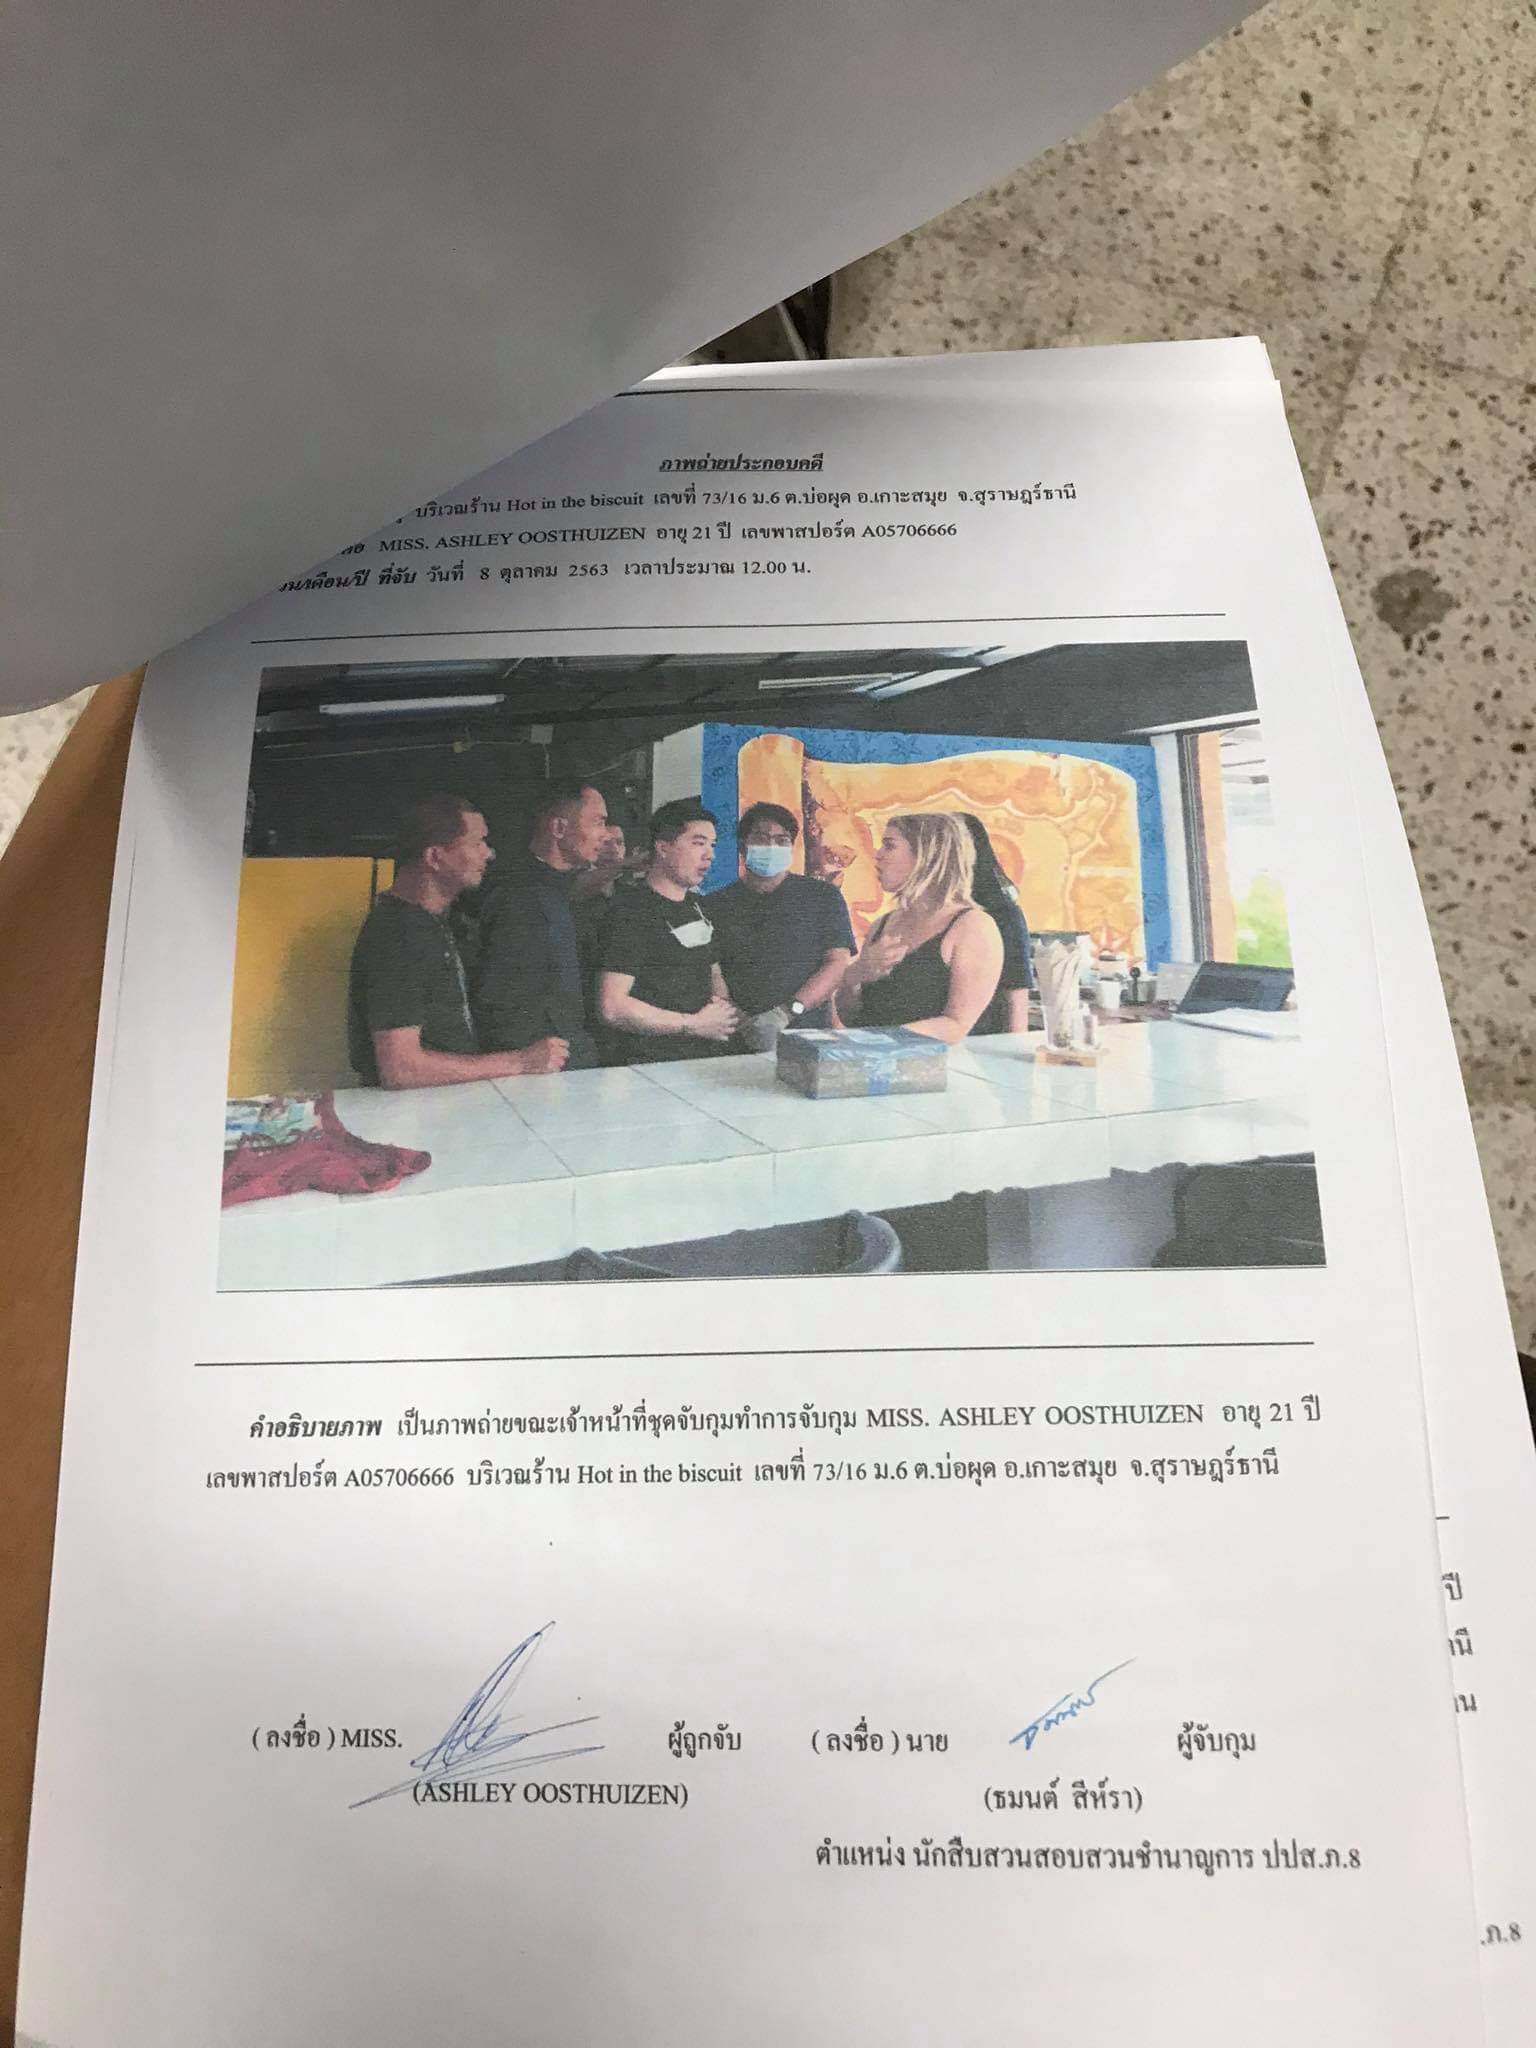 ภาพถ่ายประกอบคดี
บริเวณร้าน Hot in the biscuit เลขที่ 73/16 ม.6 ต.บ่อผุด อ.เกาะสมุย จ.สุราษฎร์ธานี
MISS. ASHLEY OOSTHUIZEN อายุ 21 ปี เลขพาสปอร์ต A05706666
วัน/เดือน/ปี ที่จับ วันที่ 8 ตุลาคม 2563 เวลาประมาณ 12.00 น.
คำอธิบายภาพ เป็นภาพถ่ายขณะเจ้าหน้าที่ชุดจับกุมทำการจับกุม MISS. ASHLEY OOSTHUIZEN อายุ 21 ปี
เลขพาสปอร์ต A05706666 บริเวณร้าน Hot in the biscuit เลขที่ 73/16 ม.6 ต.บ่อผุด อ.เกาะสมุย จ.สุราษฎร์ธานี
( ลงชื่อ ) MISS. ผู้ถูกจับ ( ลงชื่อ ) นาย ธมนต์ ผู้จับกุม
(ASHLEY OOSTHUIZEN) (ธมนต์ สีห์รา)
ตำแหน่ง นักสืบสวนสอบสวนชำนาญการ ปปส.ภ.8
ปี
.ภ.8